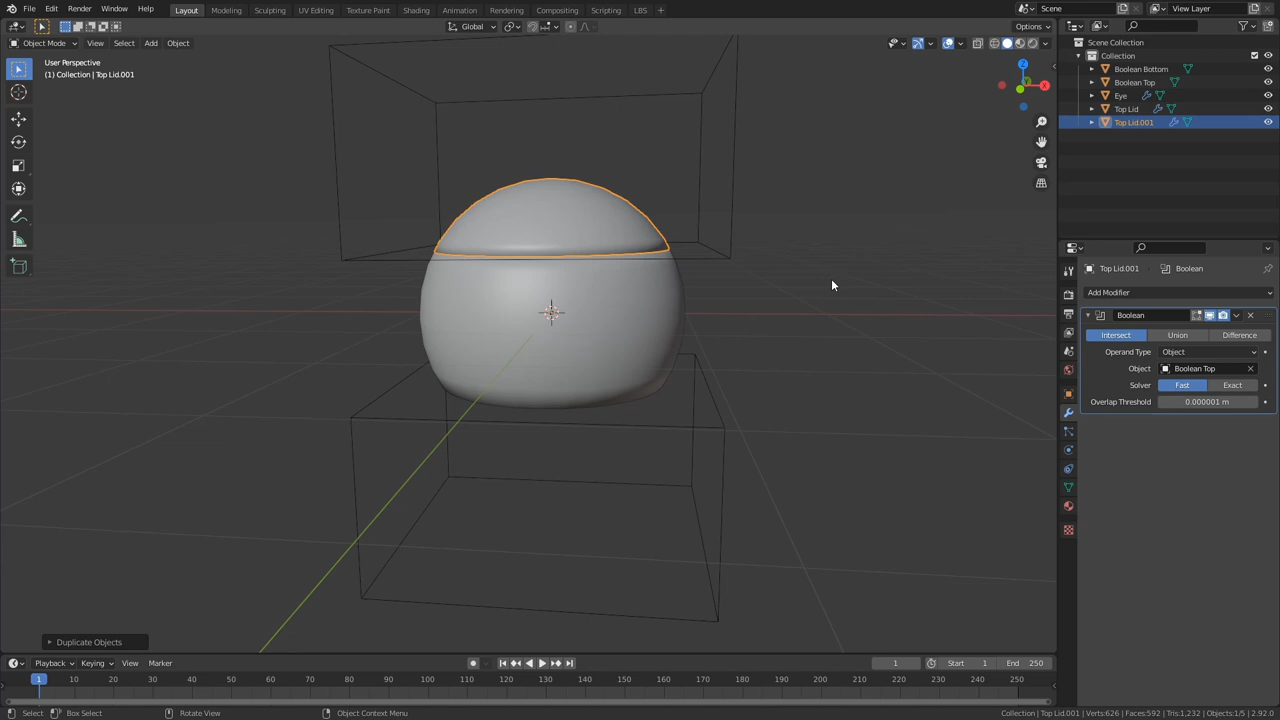 File Edit Render Window Help Layout Modeling Sculpting UV Editing Texture Paint Shading Animation Rendering Compositing Scripting LBS + Scene View Layer
Global Options
Object Mode View Select Add Object
User Perspective
(1) Collection | Top Lid.001
Z
X
Scene Collection
Collection
Boolean Bottom
Boolean Top
Eye
Top Lid
Top Lid.001
Top Lid.001 Boolean
Add Modifier
Boolean
Intersect Union Difference
Operand Type Object
Object Boolean Top
Solver Fast Exact
Overlap Threshold 0.000001 m
Duplicate Objects
Playback Keying View Marker 1 Start 1 End 250
1 10 20 30 40 50 60 70 80 90 100 110 120 130 140 150 160 170 180 190 200 210 220 230 240 250
Select Box Select Rotate View Object Context Menu Collection | Top Lid.001 | Verts:626 | Faces:592 | Tris:1,232 | Objects:1/5 | 2.92.0